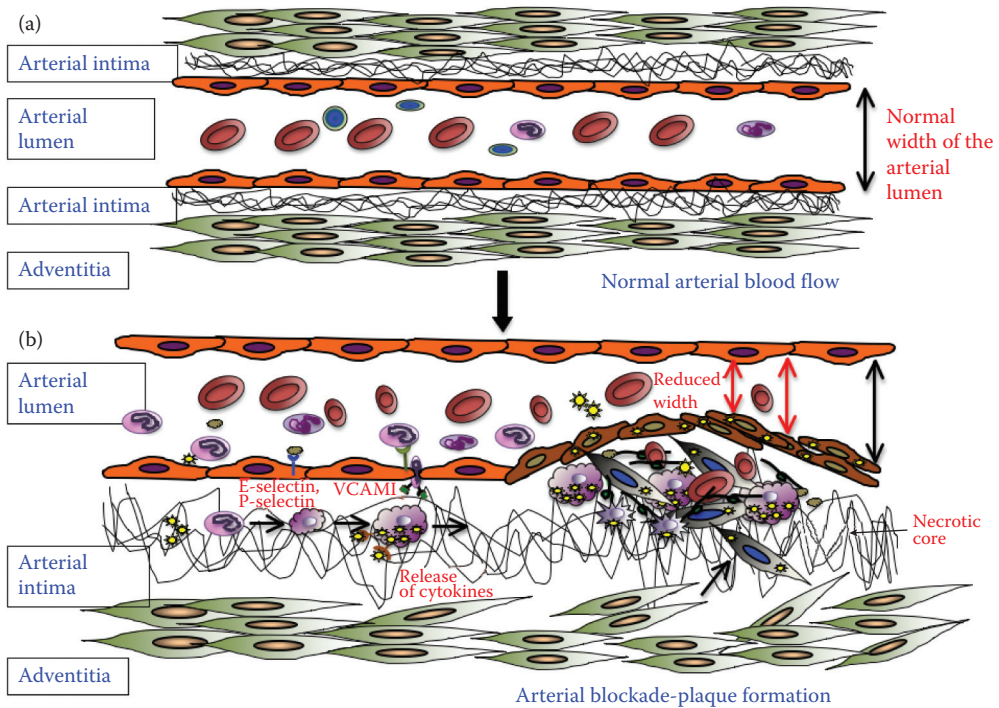 (a)
Arterial intima
Arterial
lumen
Normal
width of the
arterial
lumen
Arterial intima
Adventitia
Normal arterial blood flow
(b)
Arterial
lumen
Reduced
width
E-selectin,
P-selectin
VCAMI
Necrotic
core
Arterial
intima
Release
of cytokines
Adventitia
Arterial blockade-plaque formation